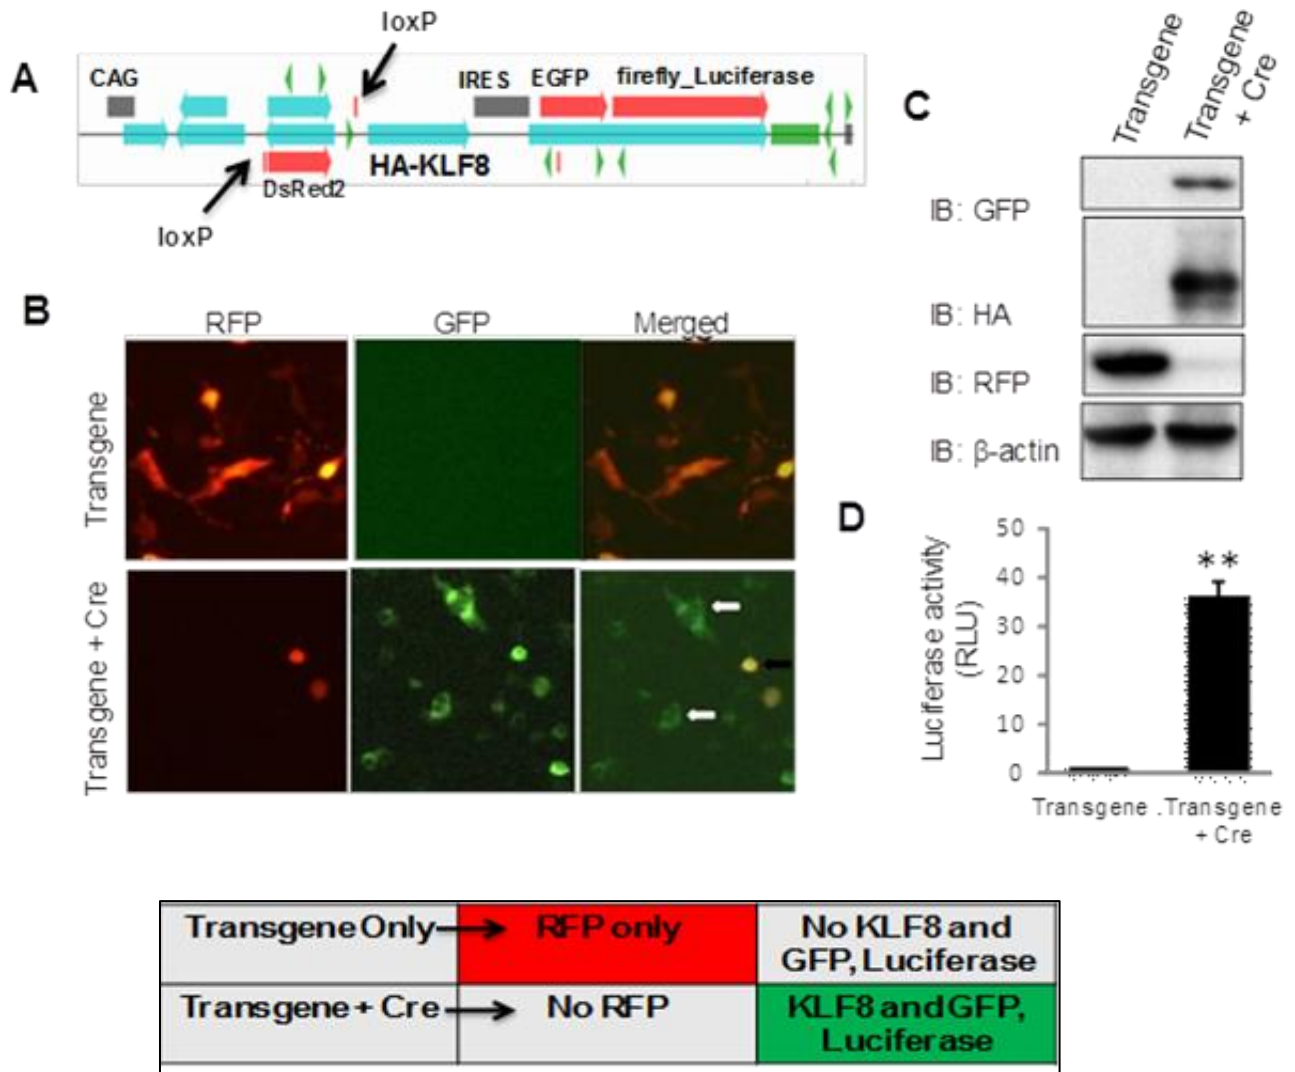 A
loxP
CAG
IRES
EGFP
firefly_Luciferase
HA-KLF8
DsRed2
loxP
B
RFP
GFP
Merged
Transgene
Transgene + Cre
C
Transgene
Transgene
+ Cre
IB: GFP
IB: HA
IB: RFP
IB: β-actin
D
Luciferase activity
(RLU)
50
40
30
20
10
0
**
Transgene
.Transgene
+ Cre
Transgene Only
RFP only
No KLF8 and
GFP, Luciferase
Transgene + Cre
No RFP
KLF8 and GFP,
Luciferase